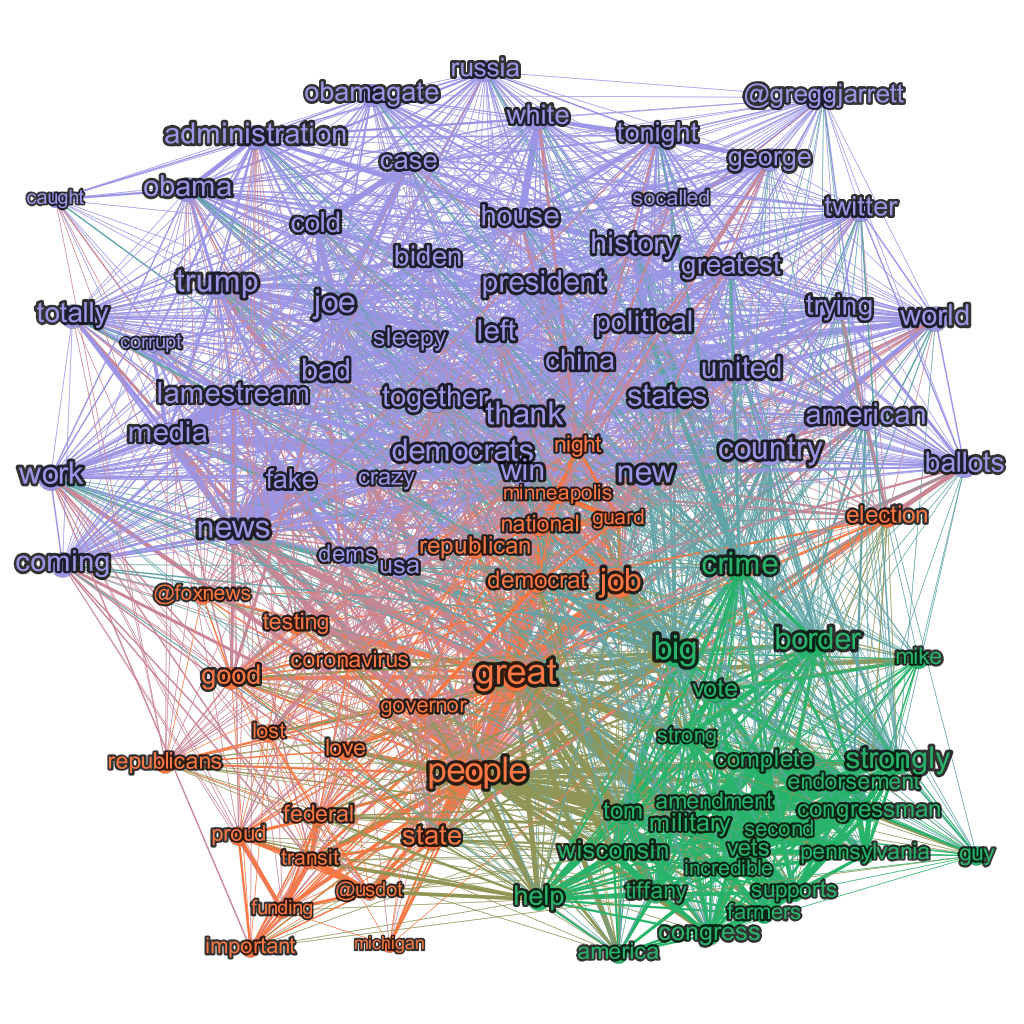 russia
obamagate
@greggjarrett
white
administration
tonight
case
george
obama
caught
socalled
twitter
cold
house
history
biden
greatest
trump
president
joe
trying
totally
world
political
left
sleepy
corrupt
china
bad
united
lamestream
together
states
thank
american
media
night
democrats
country
work
win
new
ballots
fake
crazy
minneapolis
national
guard
election
news
republican
dems
usa
coming
crime
democrat
job
@foxnews
testing
border
big
coronavirus
mike
good
great
vote
governor
lost
strong
love
republicans
complete
strongly
people
endorsement
amendment
congressman
tom
federal
military
second
proud
state
wisconsin
vets
pennsylvania
guy
transit
incredible
@usdot
tiffany
supports
help
funding
farmers
congress
important
michigan
america